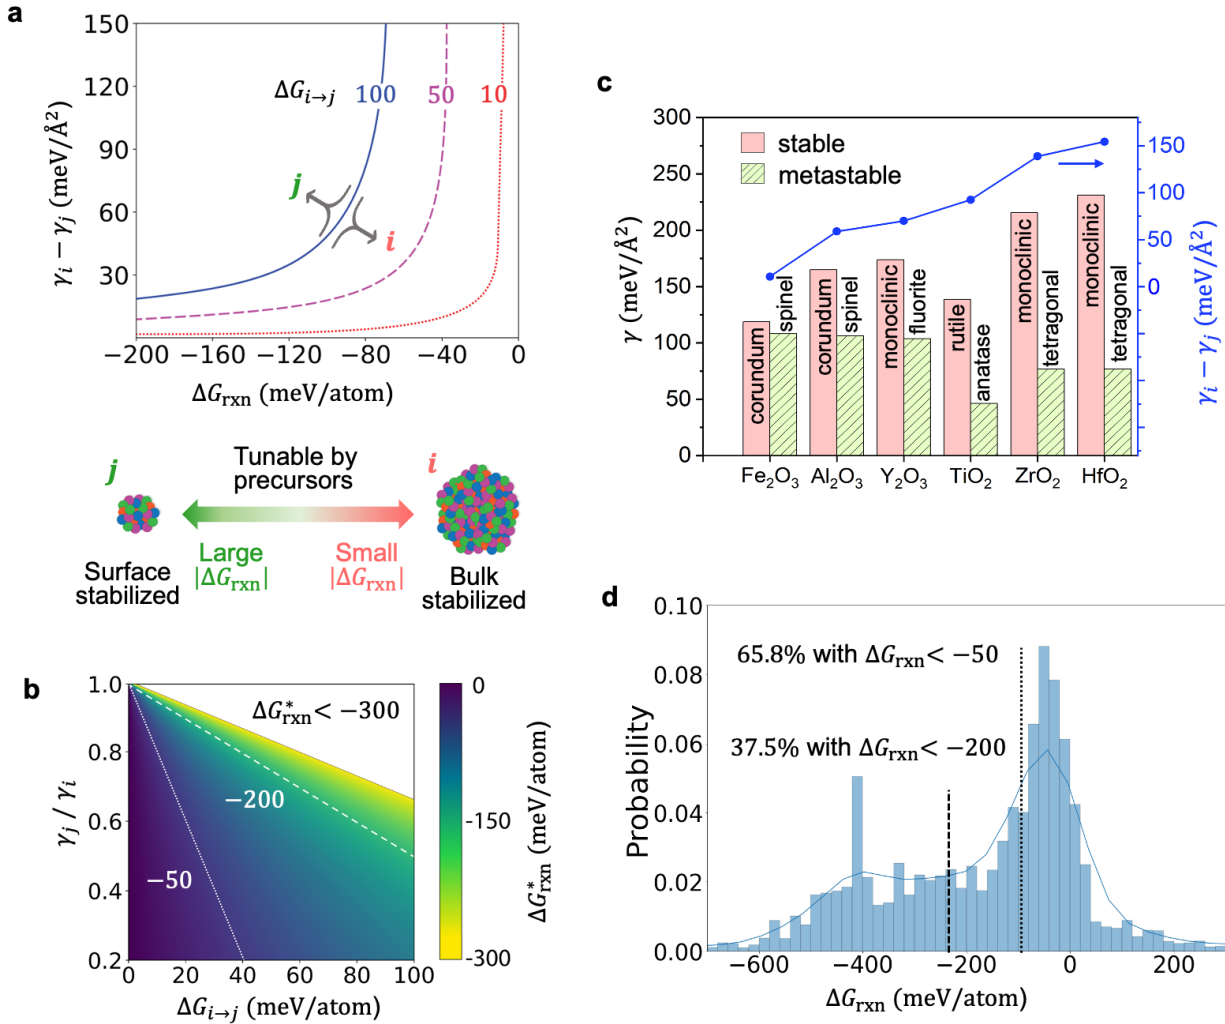 a
150
120
90
60
30
γi − γj (meV/Å²)
ΔGi→j 100 50 10
j
i
−200 −160 −120 −80 −40 0
ΔGrxn (meV/atom)
j
Tunable by
precursors
i
Large
|ΔGrxn|
Small
|ΔGrxn|
Surface
stabilized
Bulk
stabilized
b
1.0
0.8
0.6
0.4
0.2
γj / γi
ΔG*rxn < −300
−200
−50
0 20 40 60 80 100
ΔGi→j (meV/atom)
0
-150
-300
ΔG*rxn (meV/atom)
c
300
250
200
150
100
50
0
γ (meV/Å²)
stable
metastable
corundum
spinel
corundum
spinel
monoclinic
fluorite
rutile
anatase
monoclinic
tetragonal
monoclinic
tetragonal
Fe₂O₃ Al₂O₃ Y₂O₃ TiO₂ ZrO₂ HfO₂
150
100
50
0
γi − γj (meV/Å²)
d
0.10
0.08
0.06
0.04
0.02
0.00
Probability
65.8% with ΔGrxn< −50
37.5% with ΔGrxn< −200
−600 −400 −200 0 200
ΔGrxn (meV/atom)